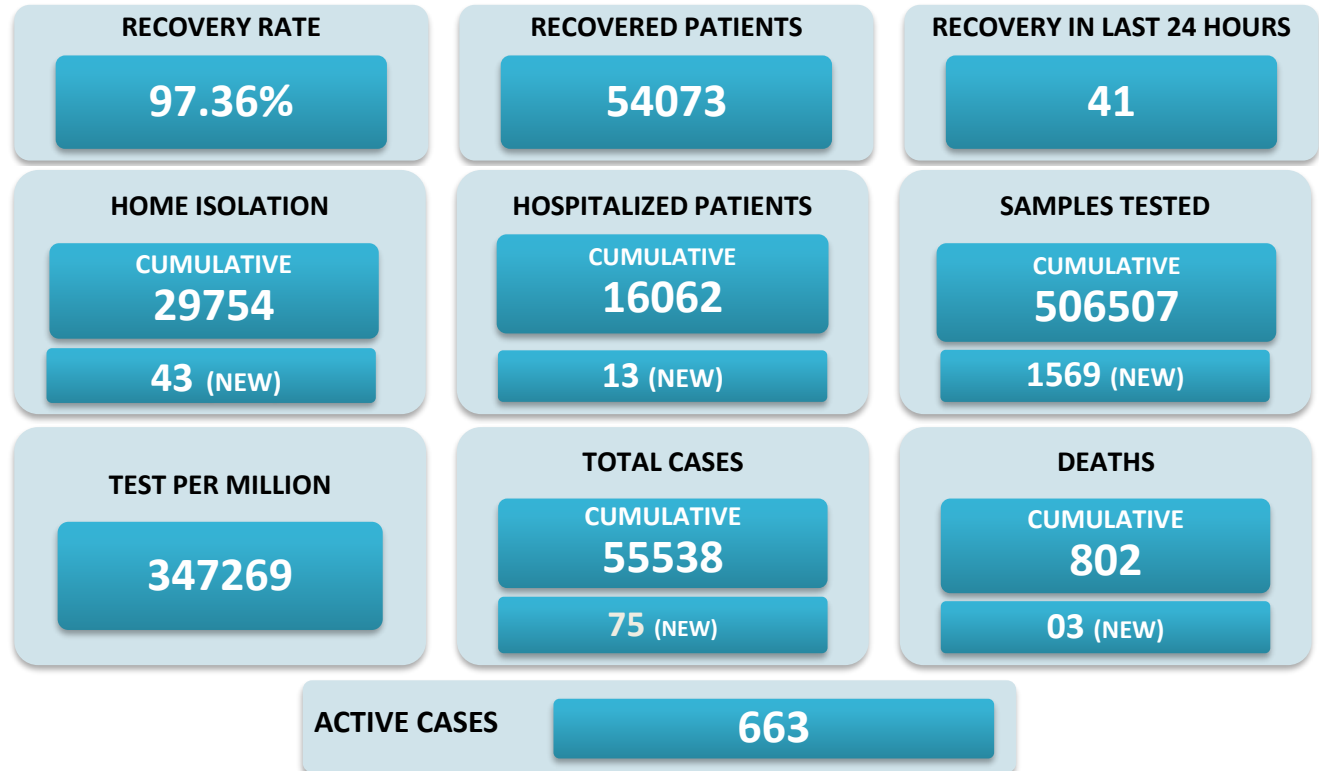 RECOVERY RATE
97.36%
RECOVERED PATIENTS
54073
RECOVERY IN LAST 24 HOURS
41
HOME ISOLATION
CUMULATIVE
29754
43 (NEW)
HOSPITALIZED PATIENTS
CUMULATIVE
16062
13 (NEW)
SAMPLES TESTED
CUMULATIVE
506507
1569 (NEW)
TEST PER MILLION
347269
TOTAL CASES
CUMULATIVE
55538
75 (NEW)
DEATHS
CUMULATIVE
802
03 (NEW)
ACTIVE CASES
663